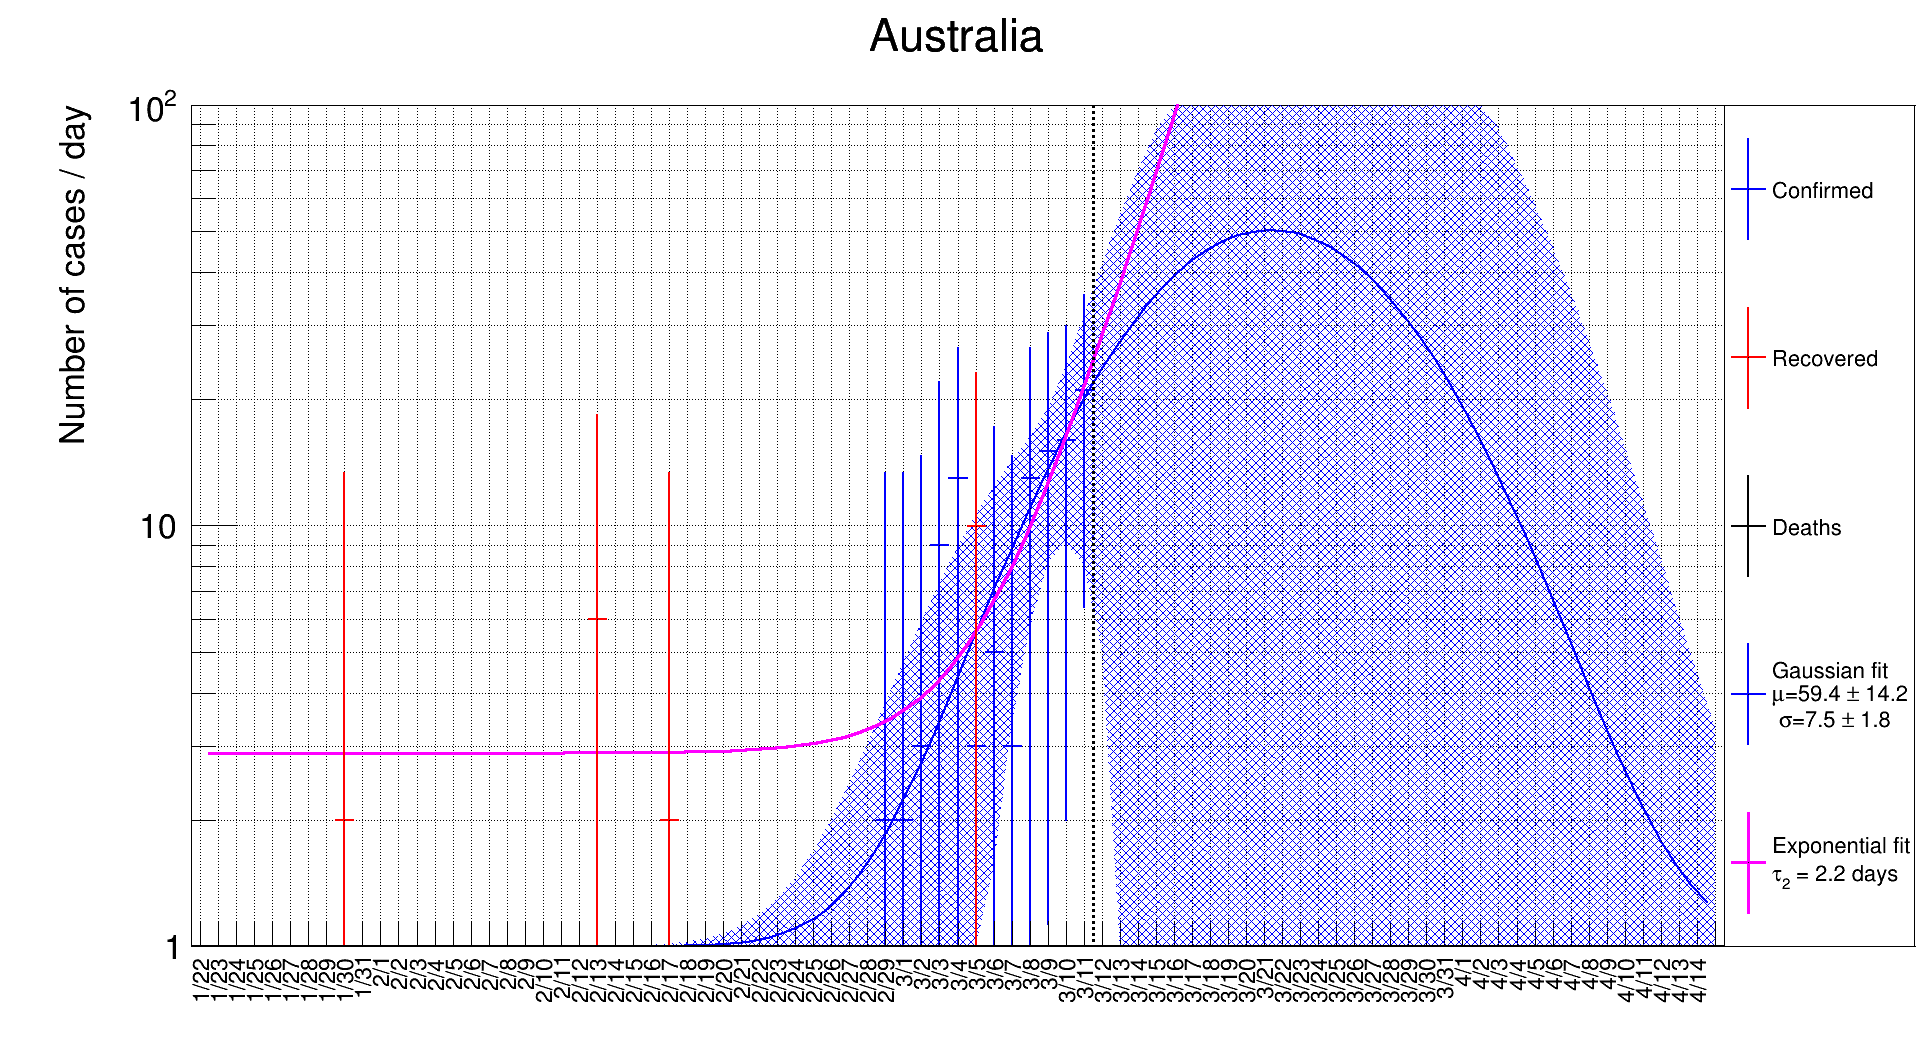 Australia
Number of cases / day
10²
10
1
Confirmed
Recovered
Deaths
Gaussian fit
μ=59.4 ± 14.2
σ=7.5 ± 1.8
Exponential fit
τ₂ = 2.2 days
1/22 1/23 1/24 1/25 1/26 1/27 1/28 1/29 1/30 1/31 2/1 2/2 2/3 2/4 2/5 2/6 2/7 2/8 2/9 2/10 2/11 2/12 2/13 2/14 2/15 2/16 2/17 2/18 2/19 2/20 2/21 2/22 2/23 2/24 2/25 2/26 2/27 2/28 2/29 3/1 3/2 3/3 3/4 3/5 3/6 3/7 3/8 3/9 3/10 3/11 3/12 3/13 3/14 3/15 3/16 3/17 3/18 3/19 3/20 3/21 3/22 3/23 3/24 3/25 3/26 3/27 3/28 3/29 3/30 3/31 4/1 4/2 4/3 4/4 4/5 4/6 4/7 4/8 4/9 4/10 4/11 4/12 4/13 4/14